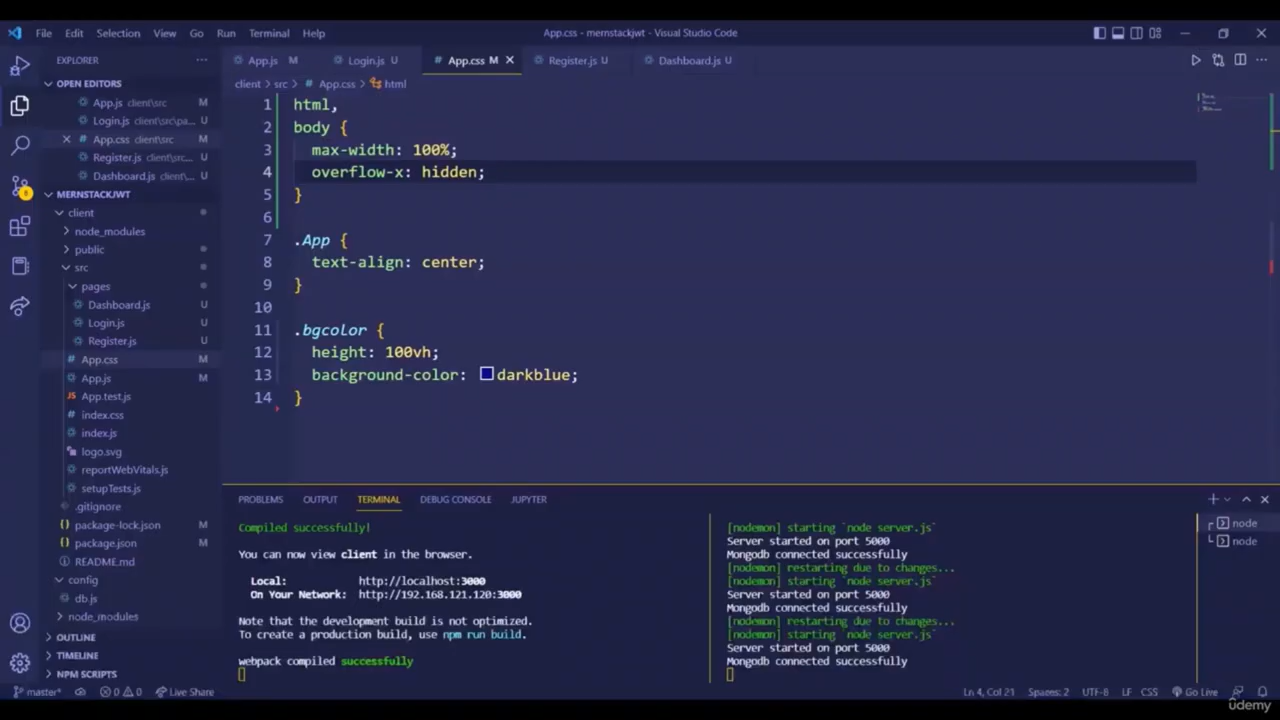 File Edit Selection View Go Run Terminal Help
App.css - mernstackjwt - Visual Studio Code
EXPLORER
OPEN EDITORS
App.js client\src M
Login.js client\src\pa... U
App.css client\src M
Register.js client\src... U
Dashboard.js client\... U
MERNSTACKJWT
client
node_modules
public
src
pages
Dashboard.js U
Login.js U
Register.js U
App.css M
App.js M
App.test.js
index.css
index.js
logo.svg
reportWebVitals.js
setupTests.js
.gitignore
package-lock.json M
package.json M
README.md
config
db.js
node_modules
OUTLINE
TIMELINE
NPM SCRIPTS
App.js M Login.js U App.css M Register.js U Dashboard.js U
client > src > # App.css > html
1 html,
2 body {
3 max-width: 100%;
4 overflow-x: hidden;
5 }
6
7 .App {
8 text-align: center;
9 }
10
11 .bgcolor {
12 height: 100vh;
13 background-color: darkblue;
14 }
PROBLEMS OUTPUT TERMINAL DEBUG CONSOLE JUPYTER
Compiled successfully!
You can now view client in the browser.
Local: http://localhost:3000
On Your Network: http://192.168.121.120:3000
Note that the development build is not optimized.
To create a production build, use npm run build.
webpack compiled successfully
[nodemon] starting `node server.js`
Server started on port 5000
Mongodb connected successfully
[nodemon] restarting due to changes...
[nodemon] starting `node server.js`
Server started on port 5000
Mongodb connected successfully
[nodemon] restarting due to changes...
[nodemon] starting `node server.js`
Server started on port 5000
Mongodb connected successfully
node
node
master* 0 0 Live Share
Ln 4, Col 21 Spaces: 2 UTF-8 LF CSS Go Live
ûdemy